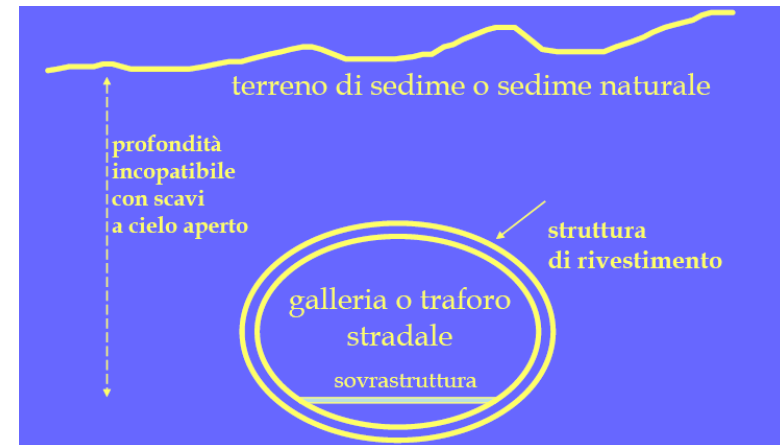 terreno di sedime o sedime naturale
profondità
incopatibile
con scavi
a cielo aperto
struttura
di rivestimento
galleria o traforo
stradale
sovrastruttura